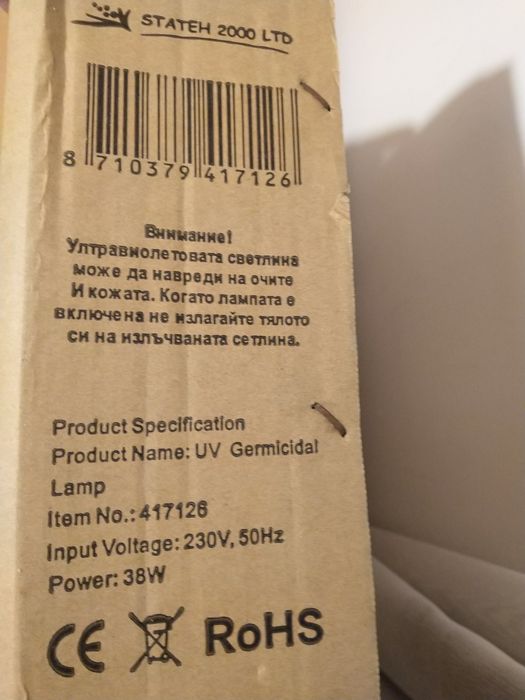 STATEH 2000 LTD
8 710379 417126
Внимание!
Ултравиолетовата светлина
може да навреди на очите
И кожата. Когато лампата е
включена не излагайте тялото
си на излъчваната сетлина.
Product Specification
Product Name: UV Germicidal
Lamp
Item No.: 417126
Input Voltage: 230V, 50Hz
Power: 38W
CE RoHS